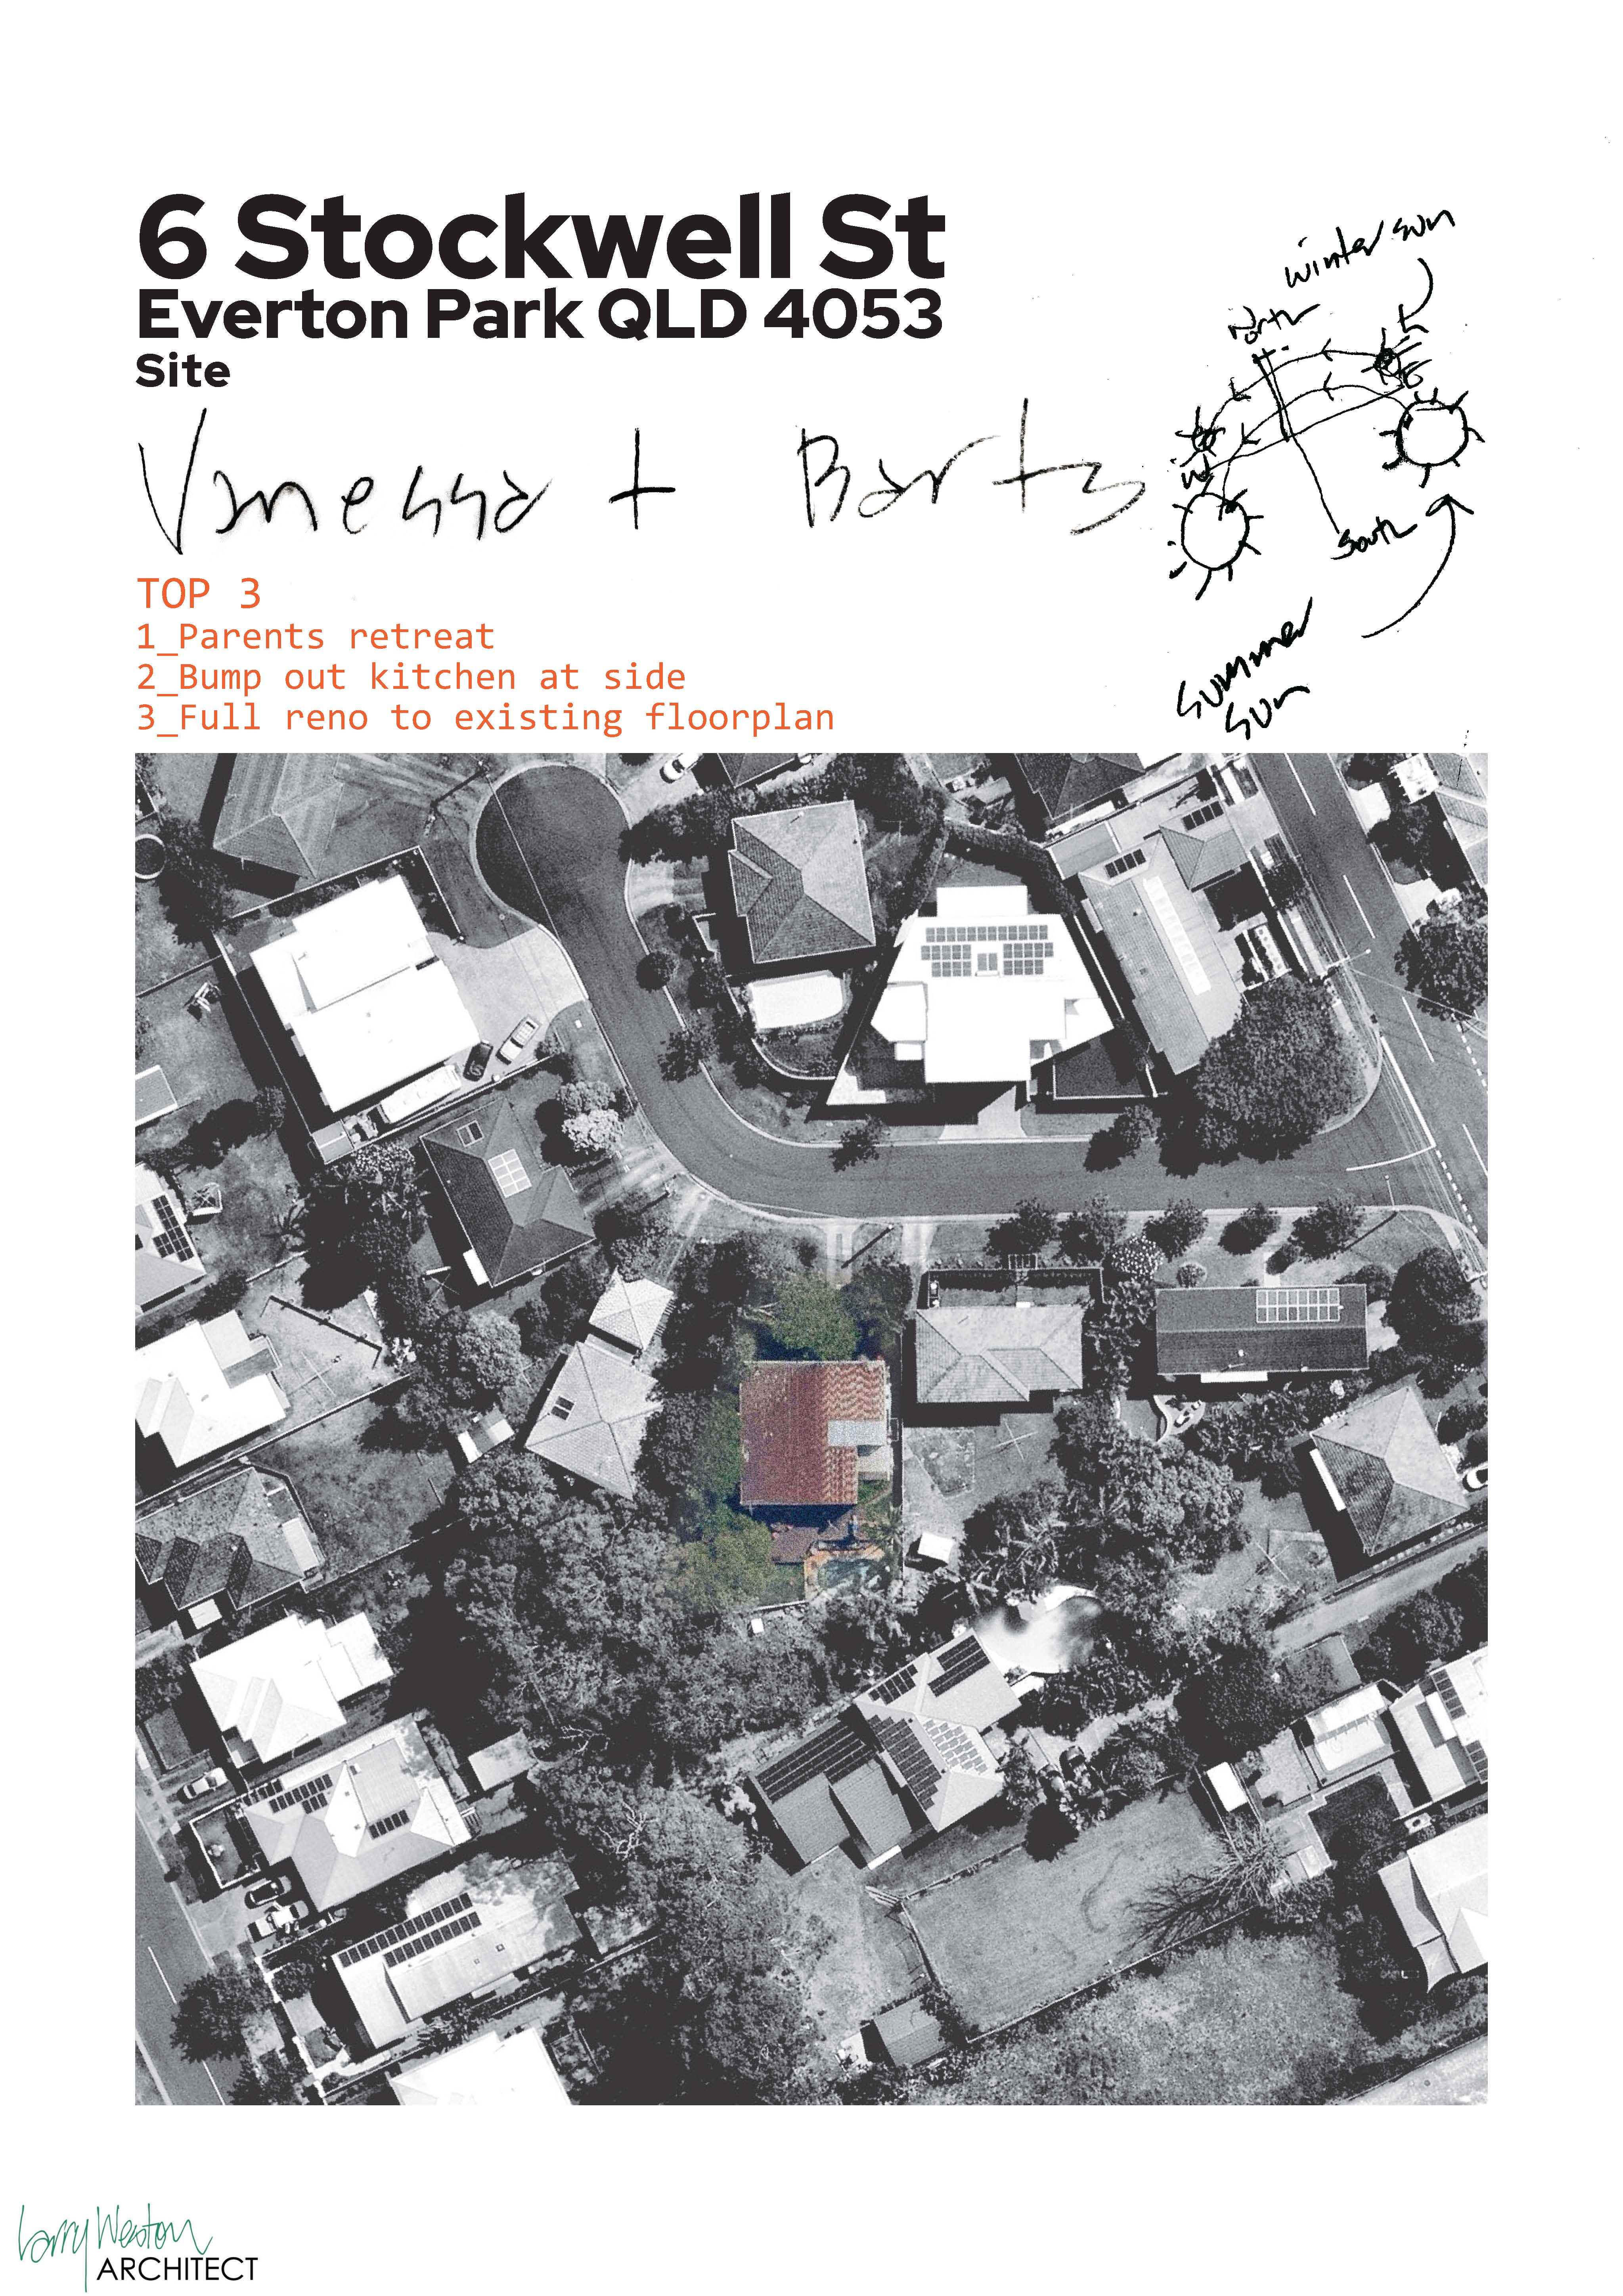 6 Stockwell St
Everton Park QLD 4053
Site
Vanessa + Barts
winter sun
North
E
W
South
summer
sun
TOP 3
1_Parents retreat
2_Bump out kitchen at side
3_Full reno to existing floorplan
Larry Weston
ARCHITECT